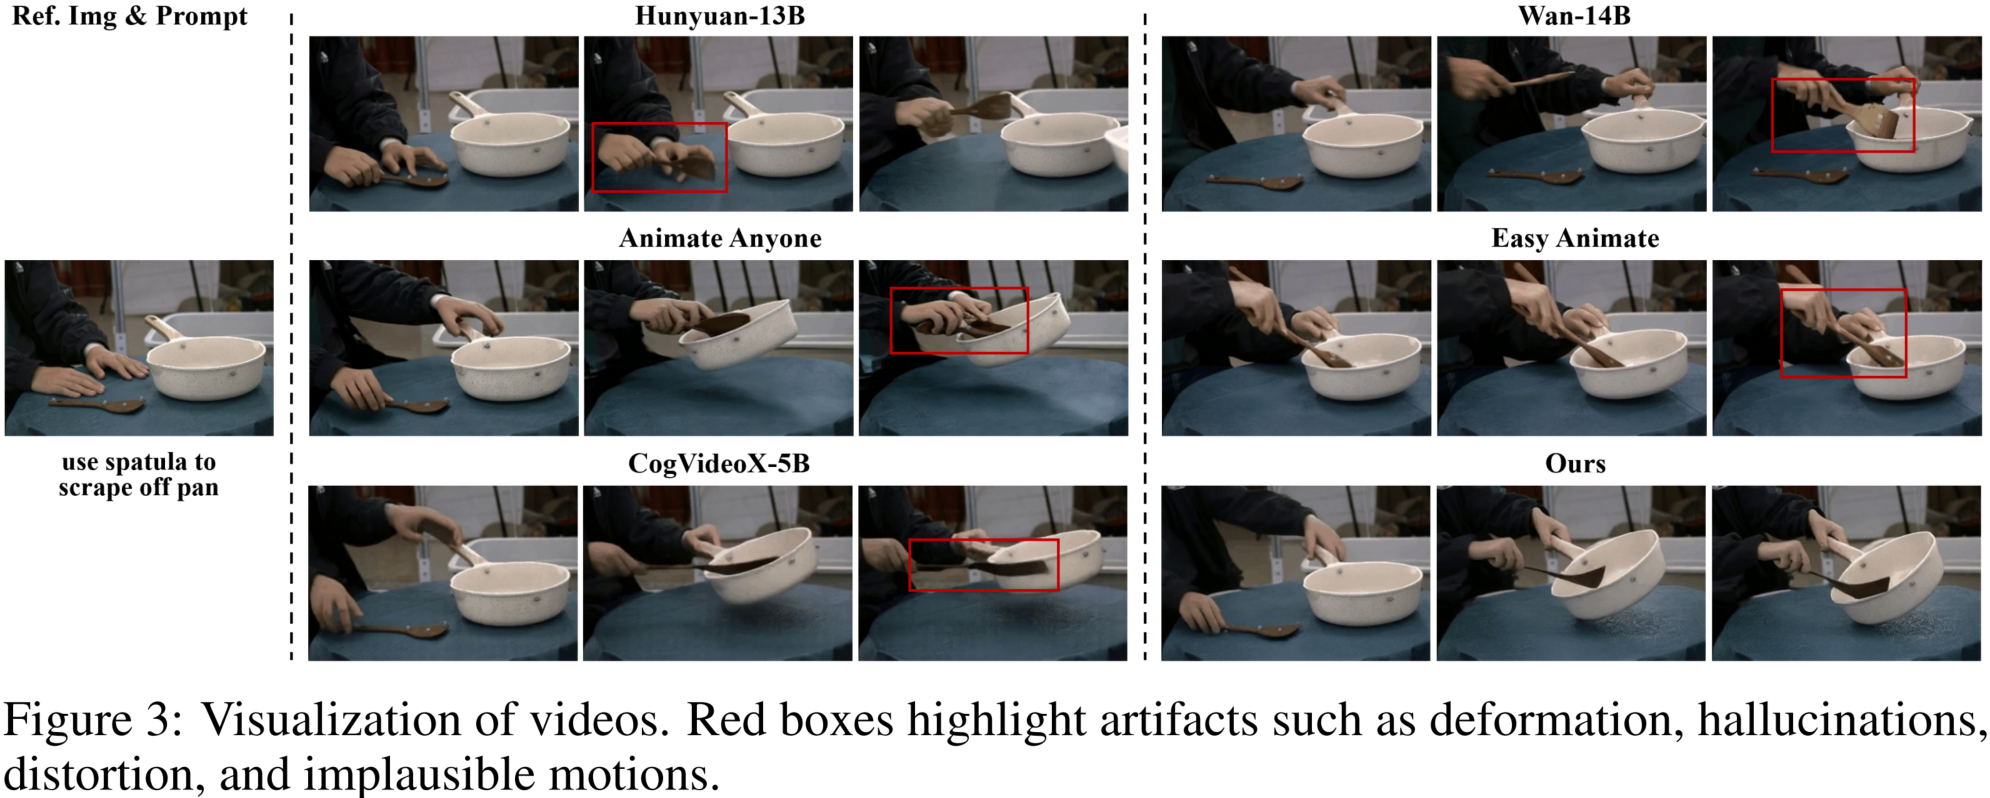 Ref. Img & Prompt
Hunyuan-13B
Wan-14B
Animate Anyone
Easy Animate
use spatula to
scrape off pan
CogVideoX-5B
Ours
Figure 3: Visualization of videos. Red boxes highlight artifacts such as deformation, hallucinations,
distortion, and implausible motions.